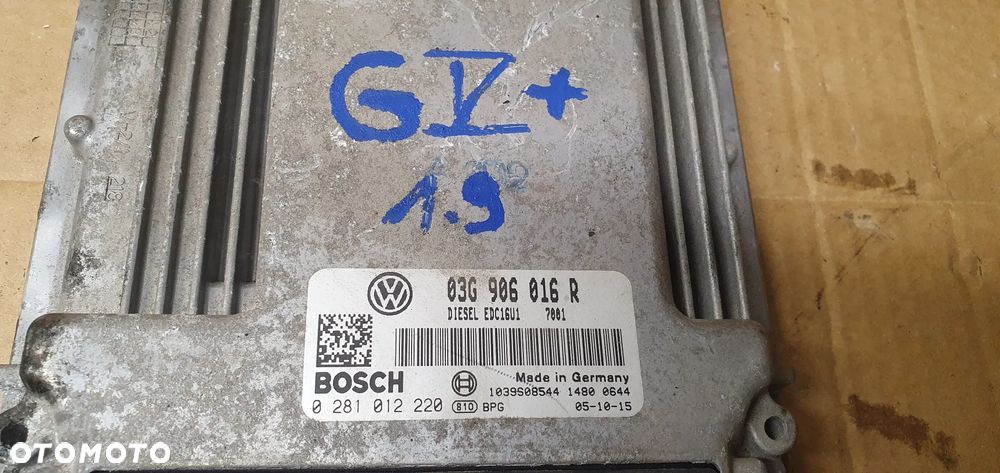 GV+
1.9
03G 906 016 R
DIESEL EDC16U1 7001
BOSCH
Made in Germany
1039S08544 1480 0644
0 281 012 220 810 BPG 05-10-15
OTOMOTO